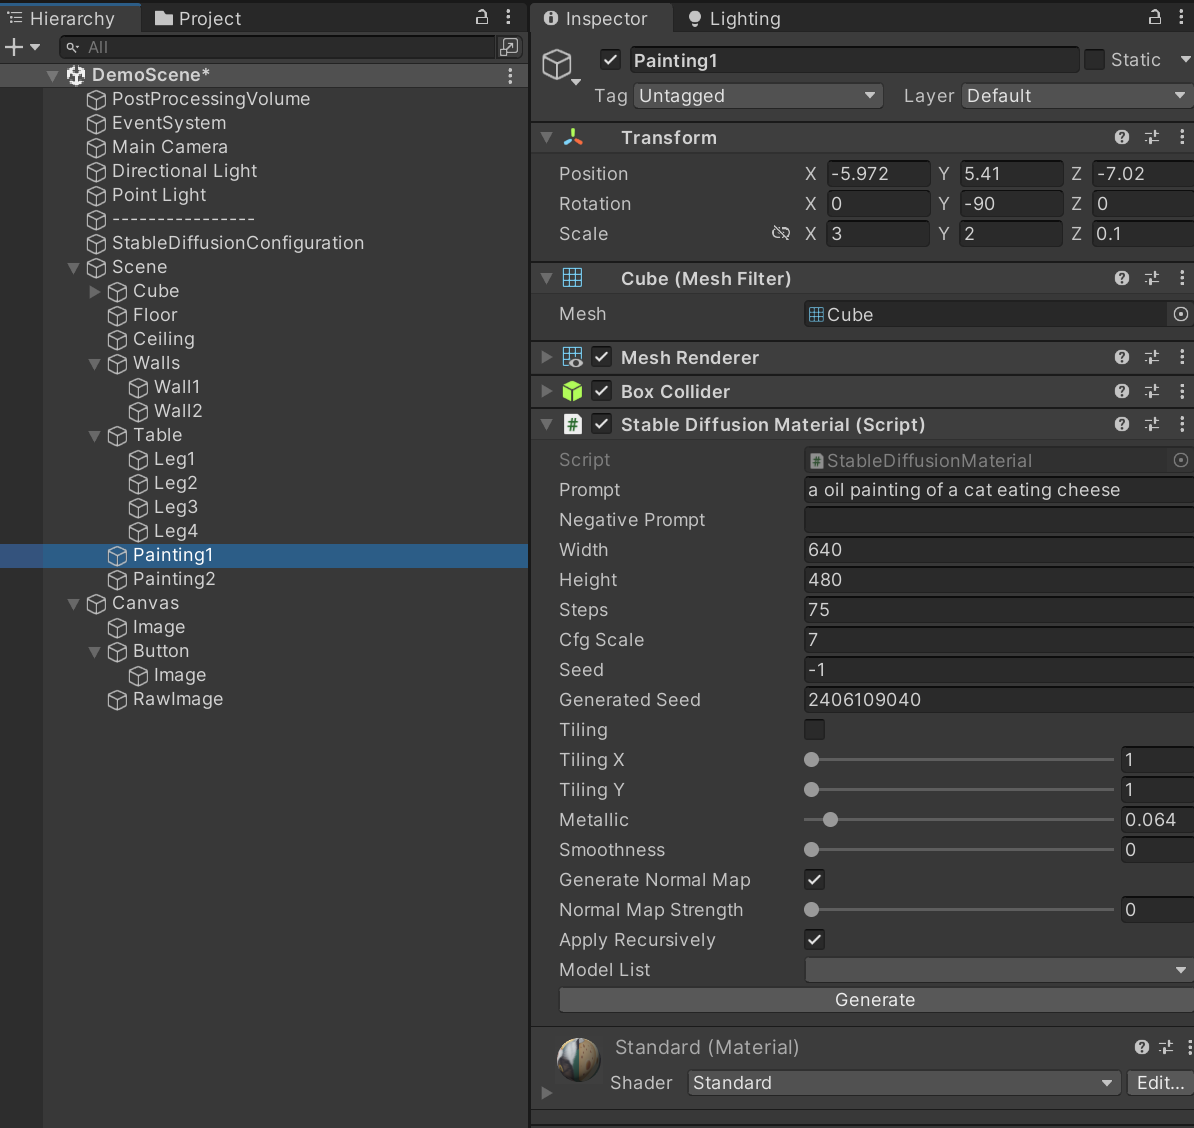 Hierarchy
Project
All
DemoScene*
PostProcessingVolume
EventSystem
Main Camera
Directional Light
Point Light
----------------
StableDiffusionConfiguration
Scene
Cube
Floor
Ceiling
Walls
Wall1
Wall2
Table
Leg1
Leg2
Leg3
Leg4
Painting1
Painting2
Canvas
Image
Button
Image
RawImage
Inspector
Lighting
Painting1
Static
Tag Untagged Layer Default
Transform
Position X -5.972 Y 5.41 Z -7.02
Rotation X 0 Y -90 Z 0
Scale X 3 Y 2 Z 0.1
Cube (Mesh Filter)
Mesh Cube
Mesh Renderer
Box Collider
# Stable Diffusion Material (Script)
Script # StableDiffusionMaterial
Prompt a oil painting of a cat eating cheese
Negative Prompt
Width 640
Height 480
Steps 75
Cfg Scale 7
Seed -1
Generated Seed 2406109040
Tiling
Tiling X 1
Tiling Y 1
Metallic 0.064
Smoothness 0
Generate Normal Map
Normal Map Strength 0
Apply Recursively
Model List
Generate
Standard (Material)
Shader Standard Edit...